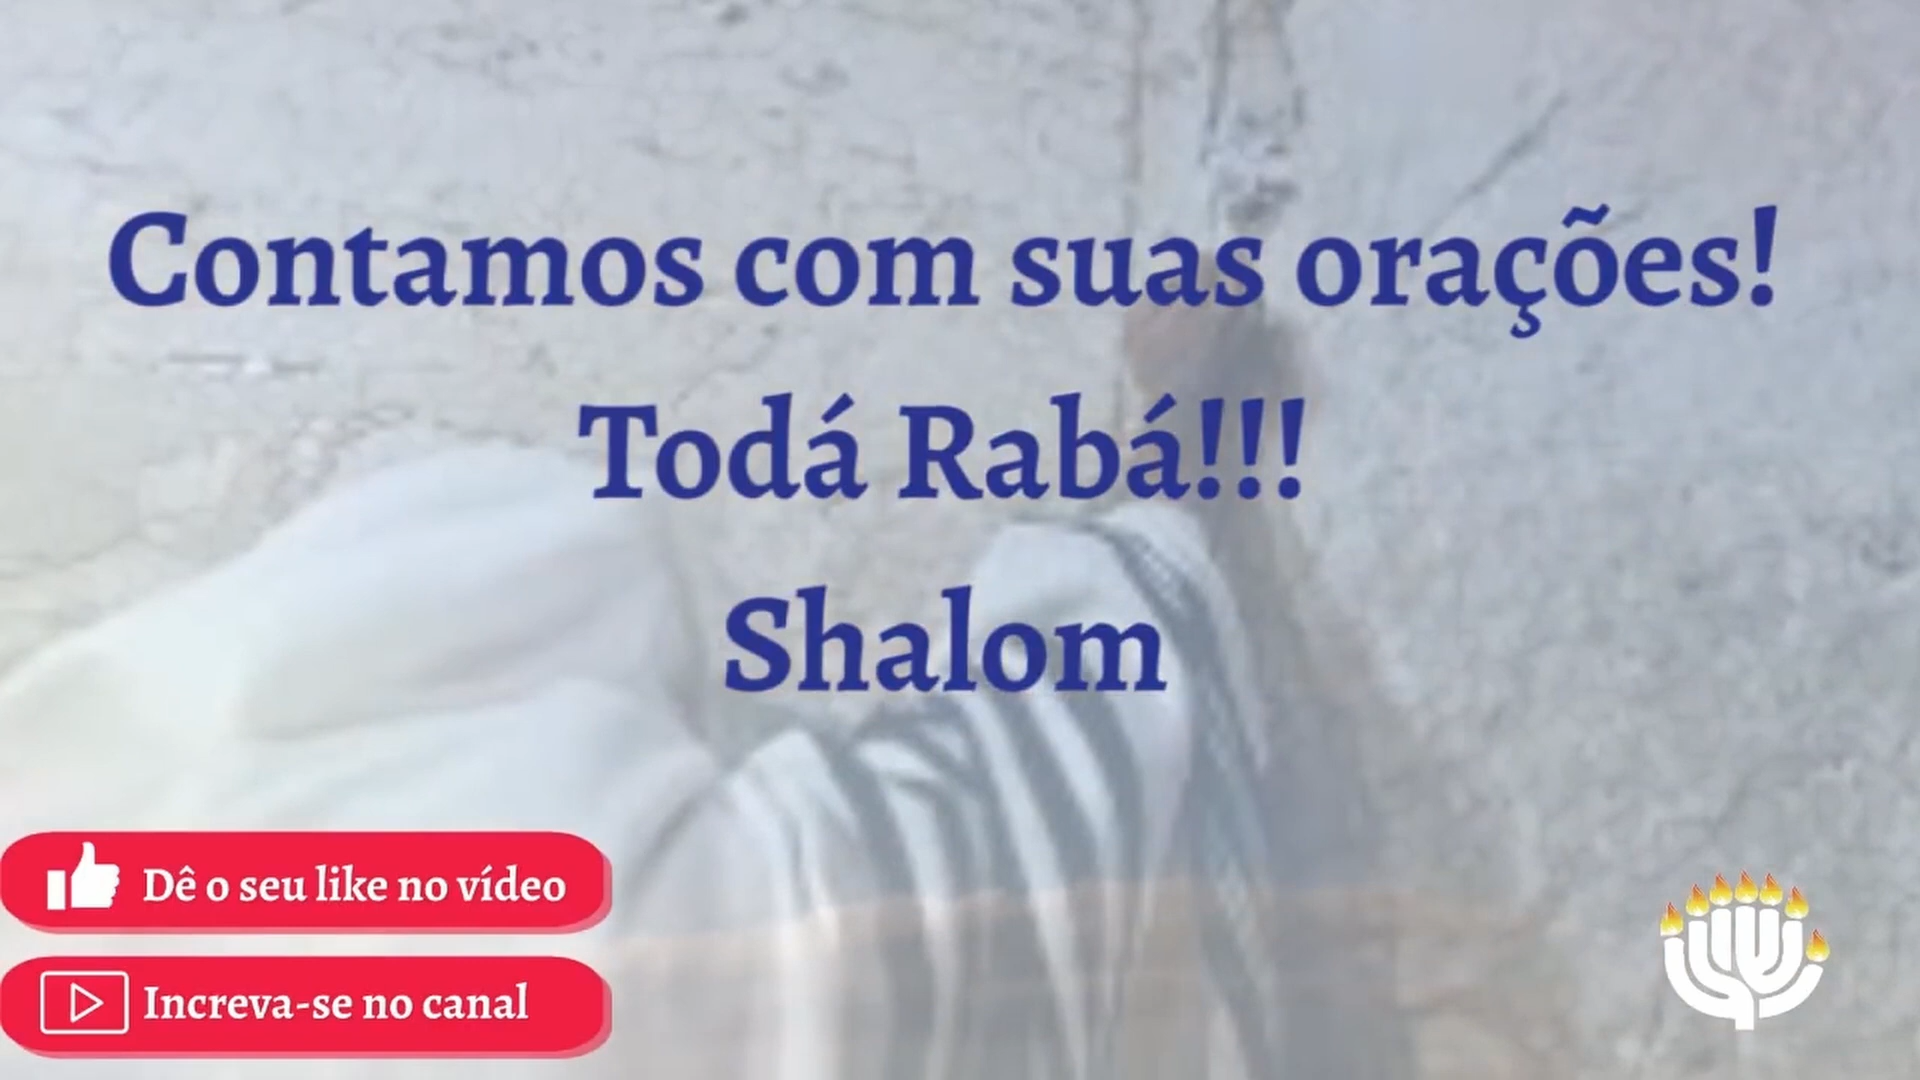 Contamos com suas orações!
Todá Rabá!!!
Shalom
Dê o seu like no vídeo
Increva-se no canal